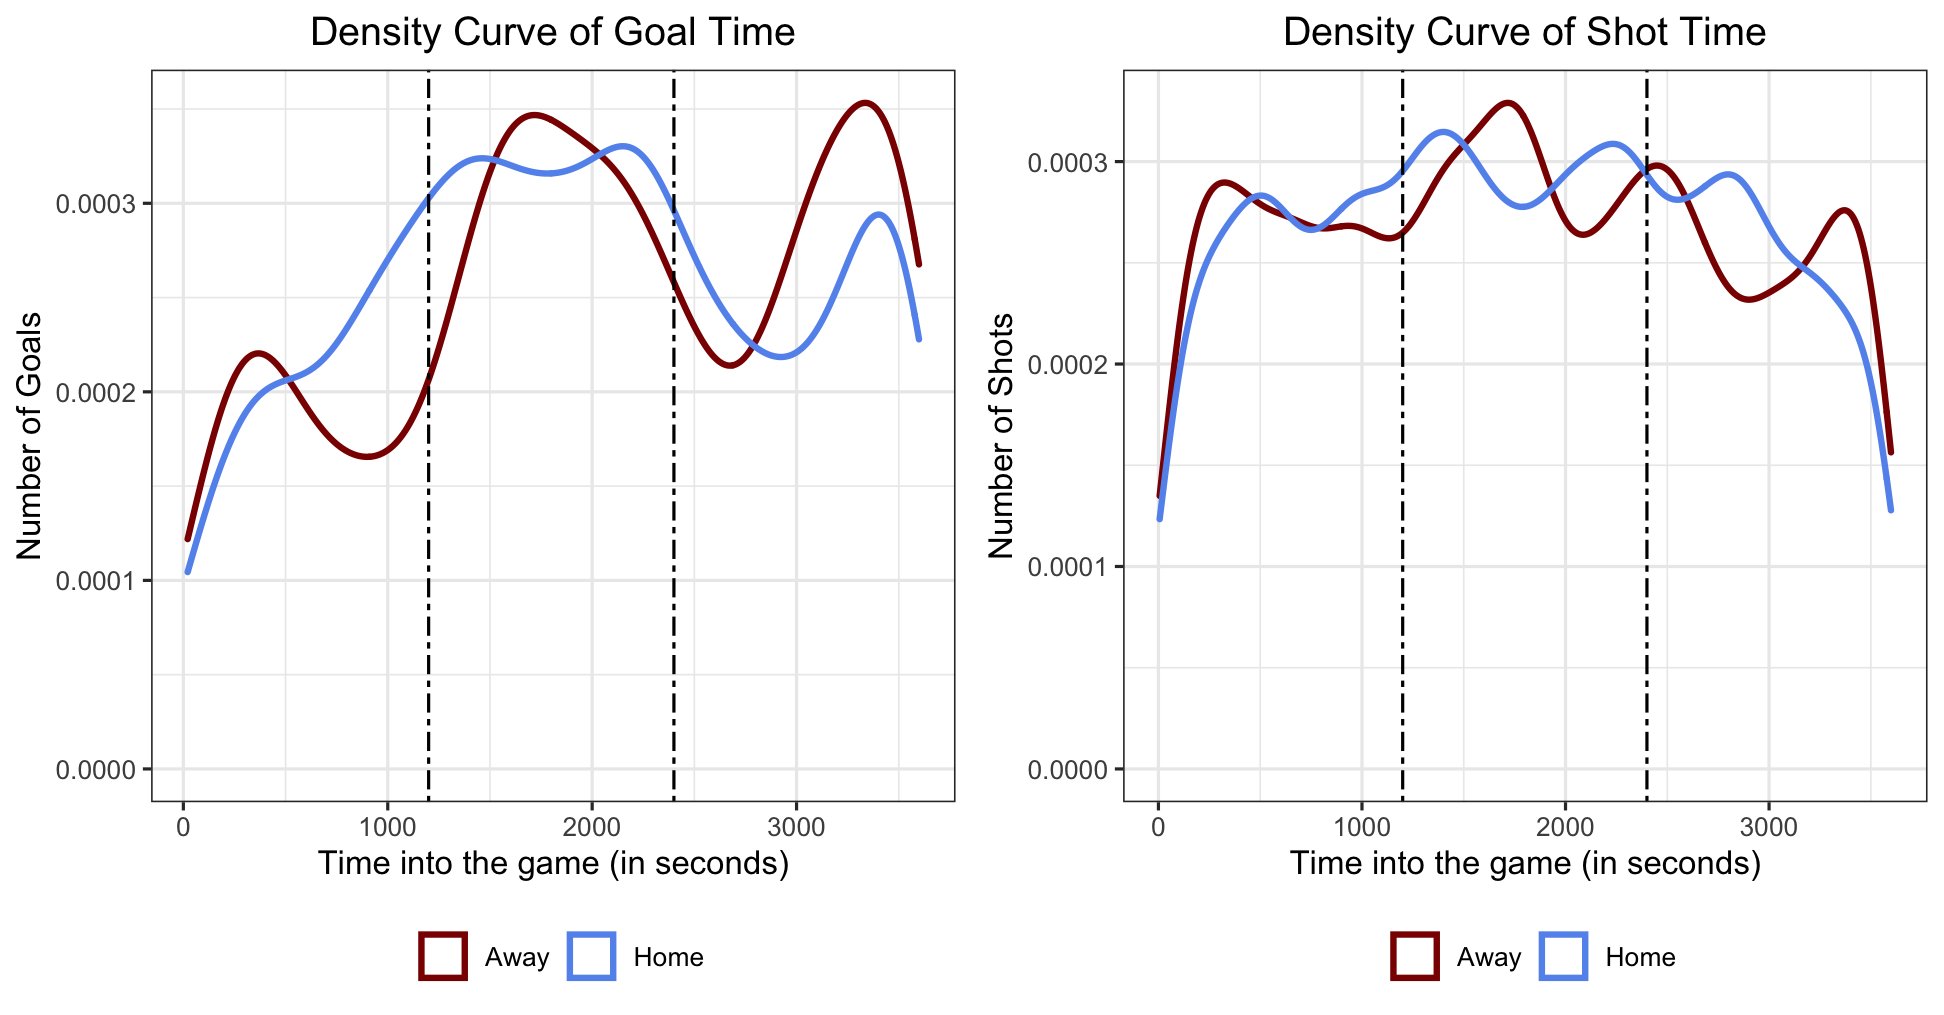 Density Curve of Goal Time
Number of Goals
0.0003
0.0002
0.0001
0.0000
0 1000 2000 3000
Time into the game (in seconds)
Away Home
Density Curve of Shot Time
Number of Shots
0.0003
0.0002
0.0001
0.0000
0 1000 2000 3000
Time into the game (in seconds)
Away Home